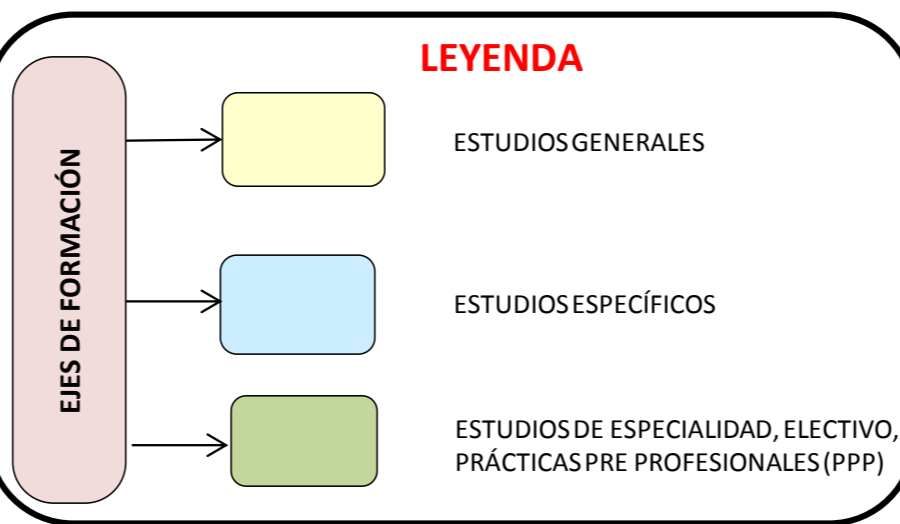 LEYENDA
EJES DE FORMACIÓN
ESTUDIOS GENERALES
ESTUDIOS ESPECÍFICOS
ESTUDIOS DE ESPECIALIDAD, ELECTIVO,
PRÁCTICAS PRE PROFESIONALES (PPP)